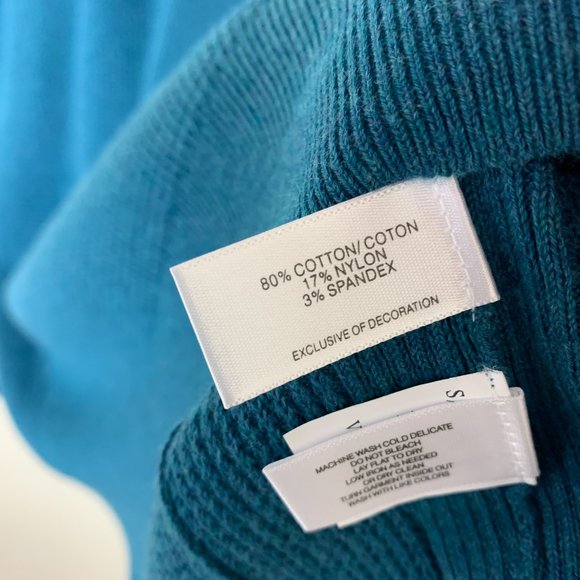 80% COTTON/ COTON
17% NYLON
3% SPANDEX
EXCLUSIVE OF DECORATION
MACHINE WASH COLD DELICATE
DO NOT BLEACH
LAY FLAT TO DRY
LOW IRON AS NEEDED
OR DRY CLEAN
TURN GARMENT INSIDE OUT
WASH WITH LIKE COLORS